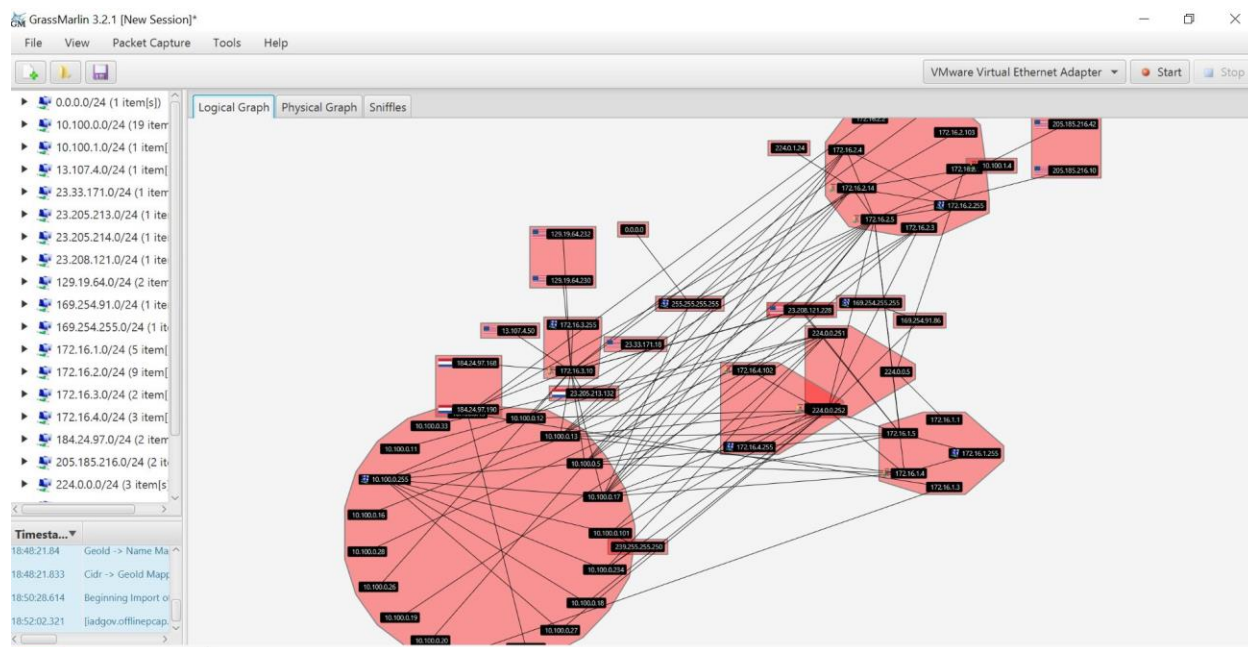 GrassMarlin 3.2.1 [New Session]*
File View Packet Capture Tools Help
VMware Virtual Ethernet Adapter Start Stop
Logical Graph Physical Graph Sniffles
0.0.0.0/24 (1 item[s])
10.100.0.0/24 (19 item
10.100.1.0/24 (1 item[
13.107.4.0/24 (1 item[
23.33.171.0/24 (1 item
23.205.213.0/24 (1 ite
23.205.214.0/24 (1 ite
23.208.121.0/24 (1 ite
129.19.64.0/24 (2 item
169.254.91.0/24 (1 ite
169.254.255.0/24 (1 it
172.16.1.0/24 (5 item[
172.16.2.0/24 (9 item[
172.16.3.0/24 (2 item[
172.16.4.0/24 (3 item[
184.24.97.0/24 (2 item
205.185.216.0/24 (2 it
224.0.0.0/24 (3 item[s
Timesta...
18:48:21.84 GeoId -> Name Ma
18:48:21.833 Cidr -> GeoId Mapp
18:50:28.614 Beginning Import o
18:52:02.321 [iadgov.offlinepcap.
205.185.216.42
172.16.2.103
224.0.1.24
172.16.2.4
10.100.1.4
205.185.216.10
172.16.2.14
172.16.2.255
172.16.2.5
172.16.2.3
0.0.0.0
129.19.64.232
129.19.64.230
255.255.255.255
169.254.255.255
23.208.121.228
169.254.91.86
172.16.3.255
13.107.4.50
224.0.0.251
23.33.171.18
184.24.97.168
172.16.3.10
172.16.4.102
224.0.0.5
23.205.213.132
184.24.97.190
224.0.0.252
10.100.0.12
172.16.1.1
10.100.0.33
10.100.0.13
172.16.1.5
10.100.0.11
172.16.4.255
172.16.1.255
10.100.0.5
172.16.1.4
10.100.0.255
172.16.1.3
10.100.0.17
10.100.0.16
10.100.0.101
239.255.255.250
10.100.0.28
10.100.0.234
10.100.0.26
10.100.0.18
10.100.0.19
10.100.0.27
10.100.0.20